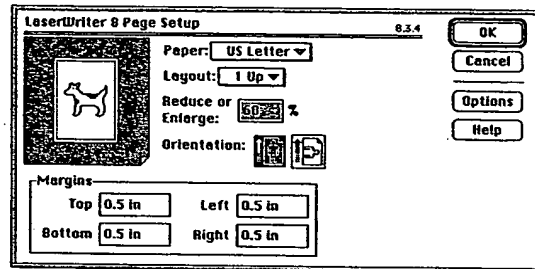 LaserWriter 8 Page Setup 8.3.4
OK
Paper: US Letter
Cancel
Layout: 1 Up
Reduce or
Enlarge: 60 %
Options
Help
Orientation:
Margins
Top 0.5 in Left 0.5 in
Bottom 0.5 in Right 0.5 in